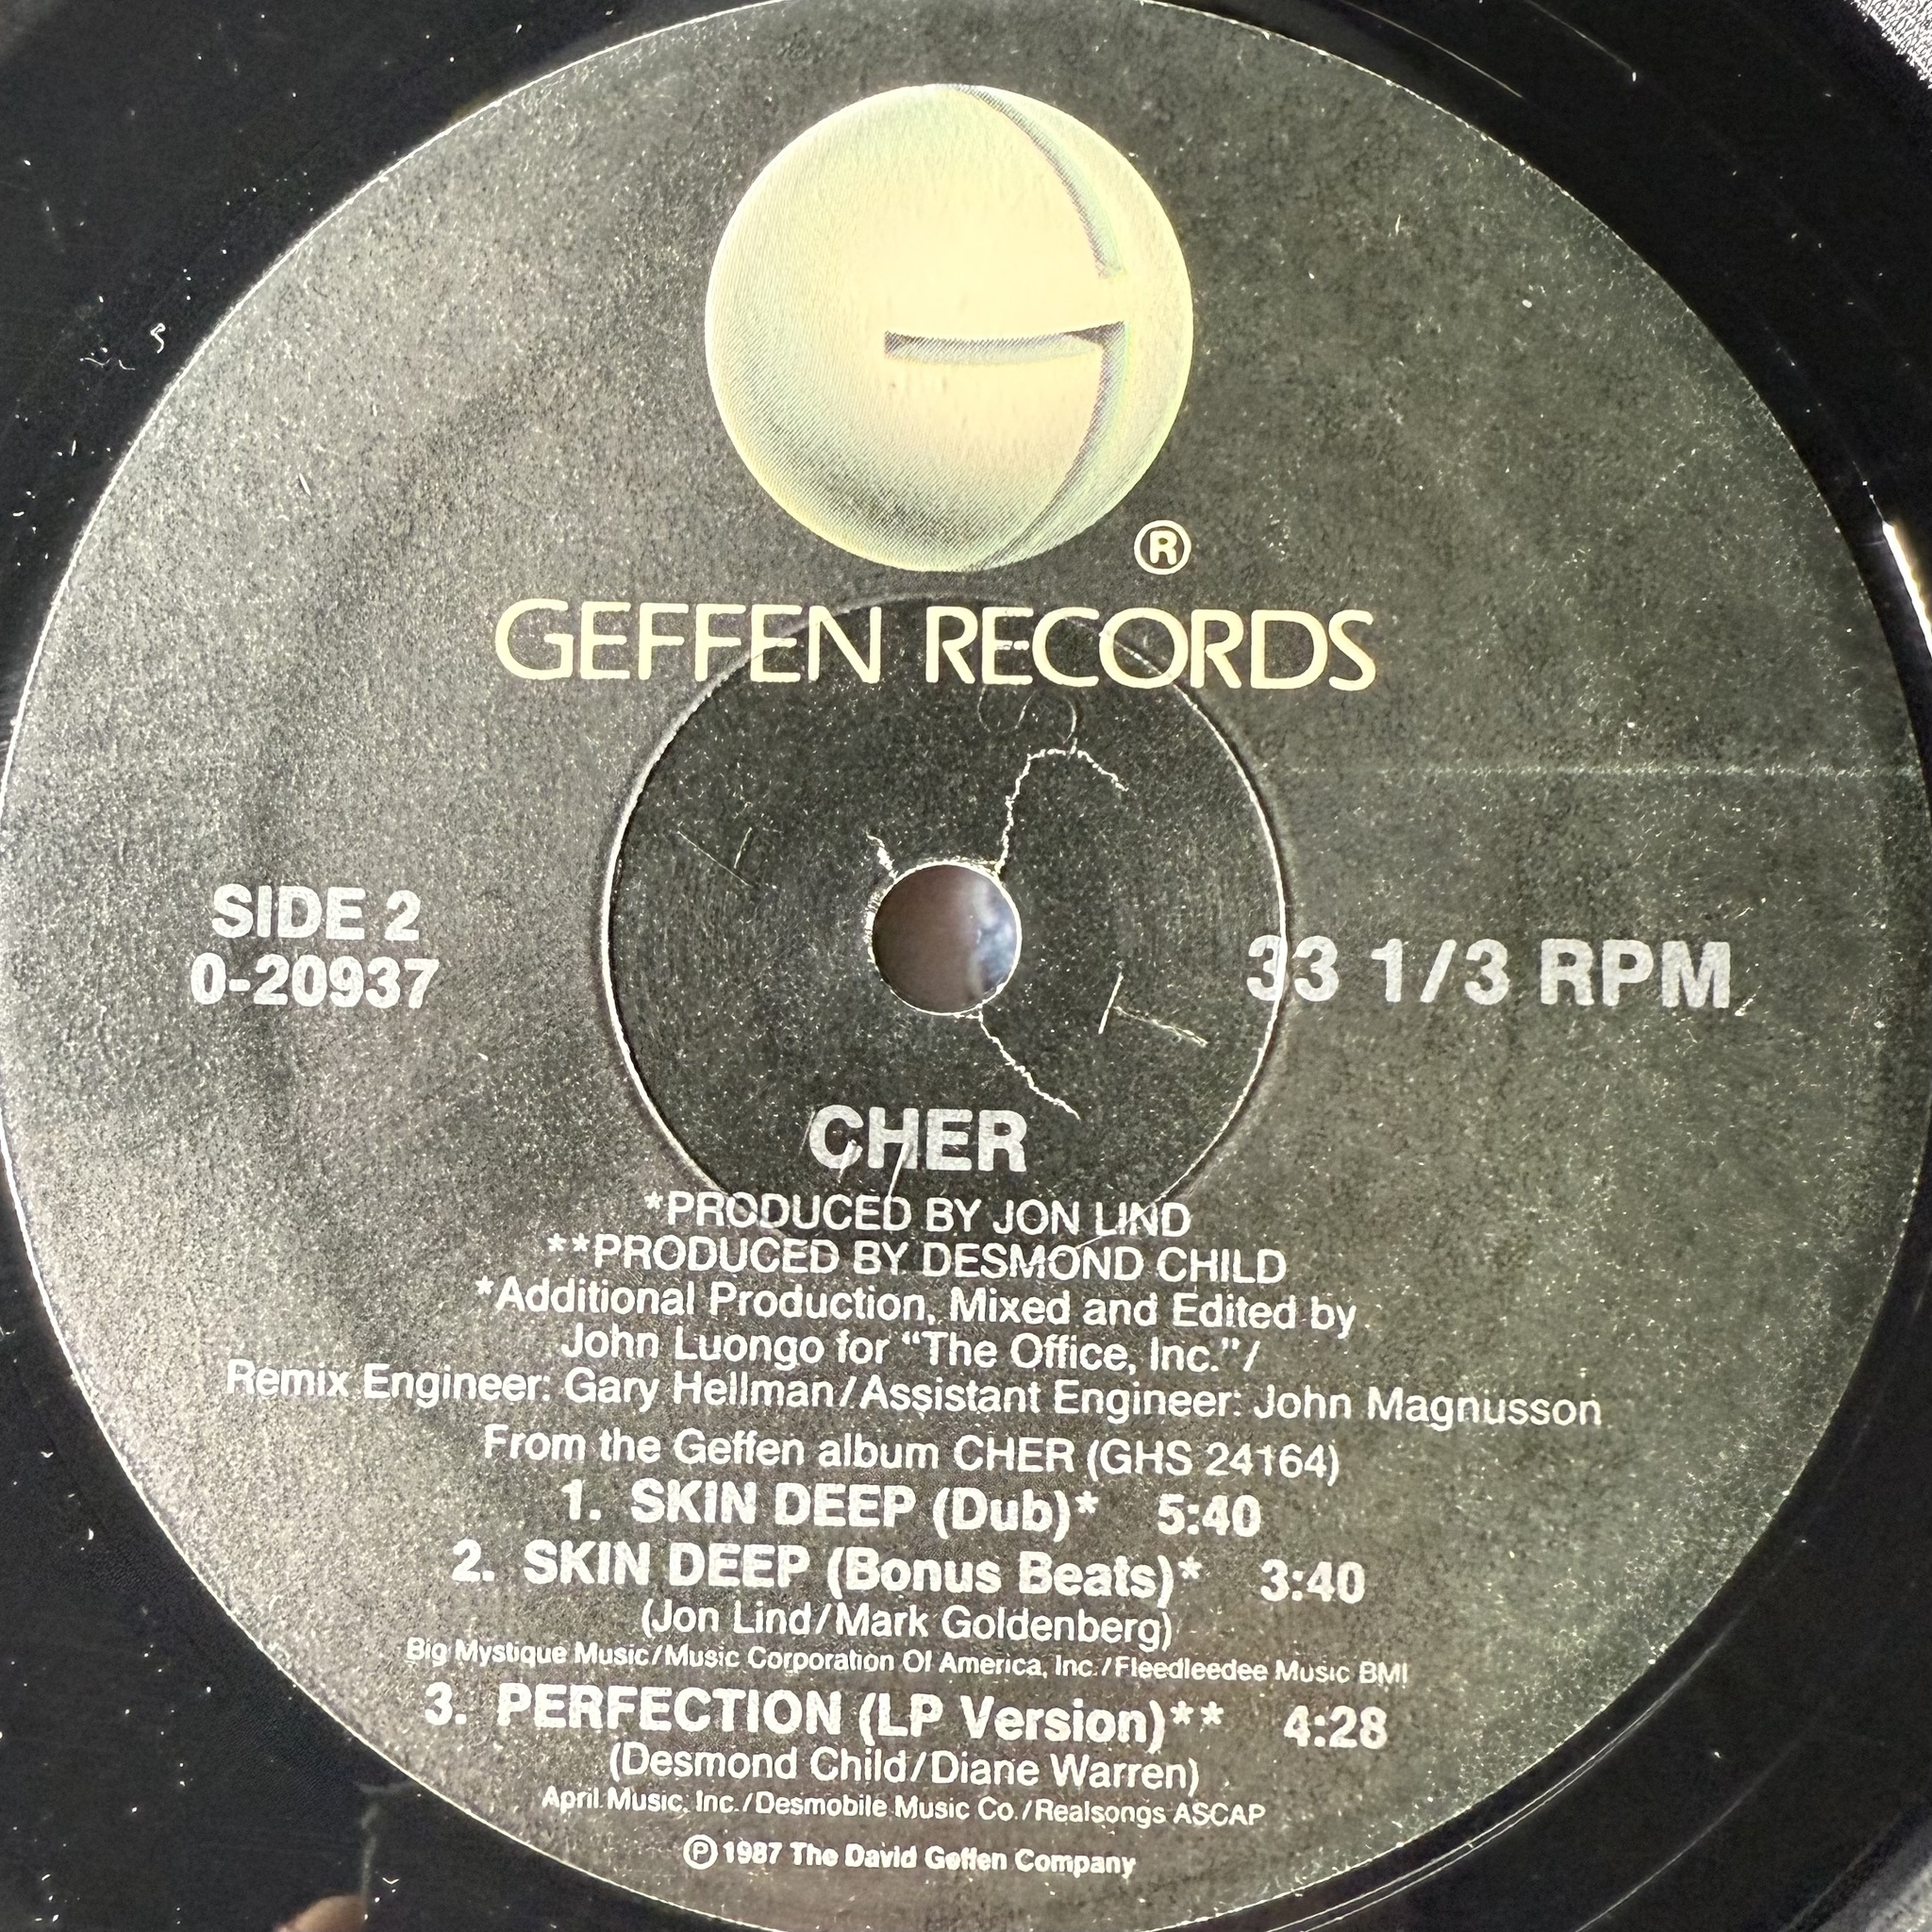 ®
GEFFEN RECORDS
SIDE 2
0-20937
33 1/3 RPM
CHER
*PRODUCED BY JON LIND
**PRODUCED BY DESMOND CHILD
*Additional Production, Mixed and Edited by
John Luongo for “The Office, Inc.”/
Remix Engineer: Gary Hellman/Assistant Engineer: John Magnusson
From the Geffen album CHER (GHS 24164)
1. SKIN DEEP (Dub)* 5:40
2. SKIN DEEP (Bonus Beats)* 3:40
(Jon Lind/Mark Goldenberg)
Big Mystique Music/Music Corporation Of America, Inc./Fleedleedee Music BMI
3. PERFECTION (LP Version)** 4:28
(Desmond Child/Diane Warren)
April Music, Inc./Desmobile Music Co./Realsongs ASCAP
℗ 1987 The David Geffen Company